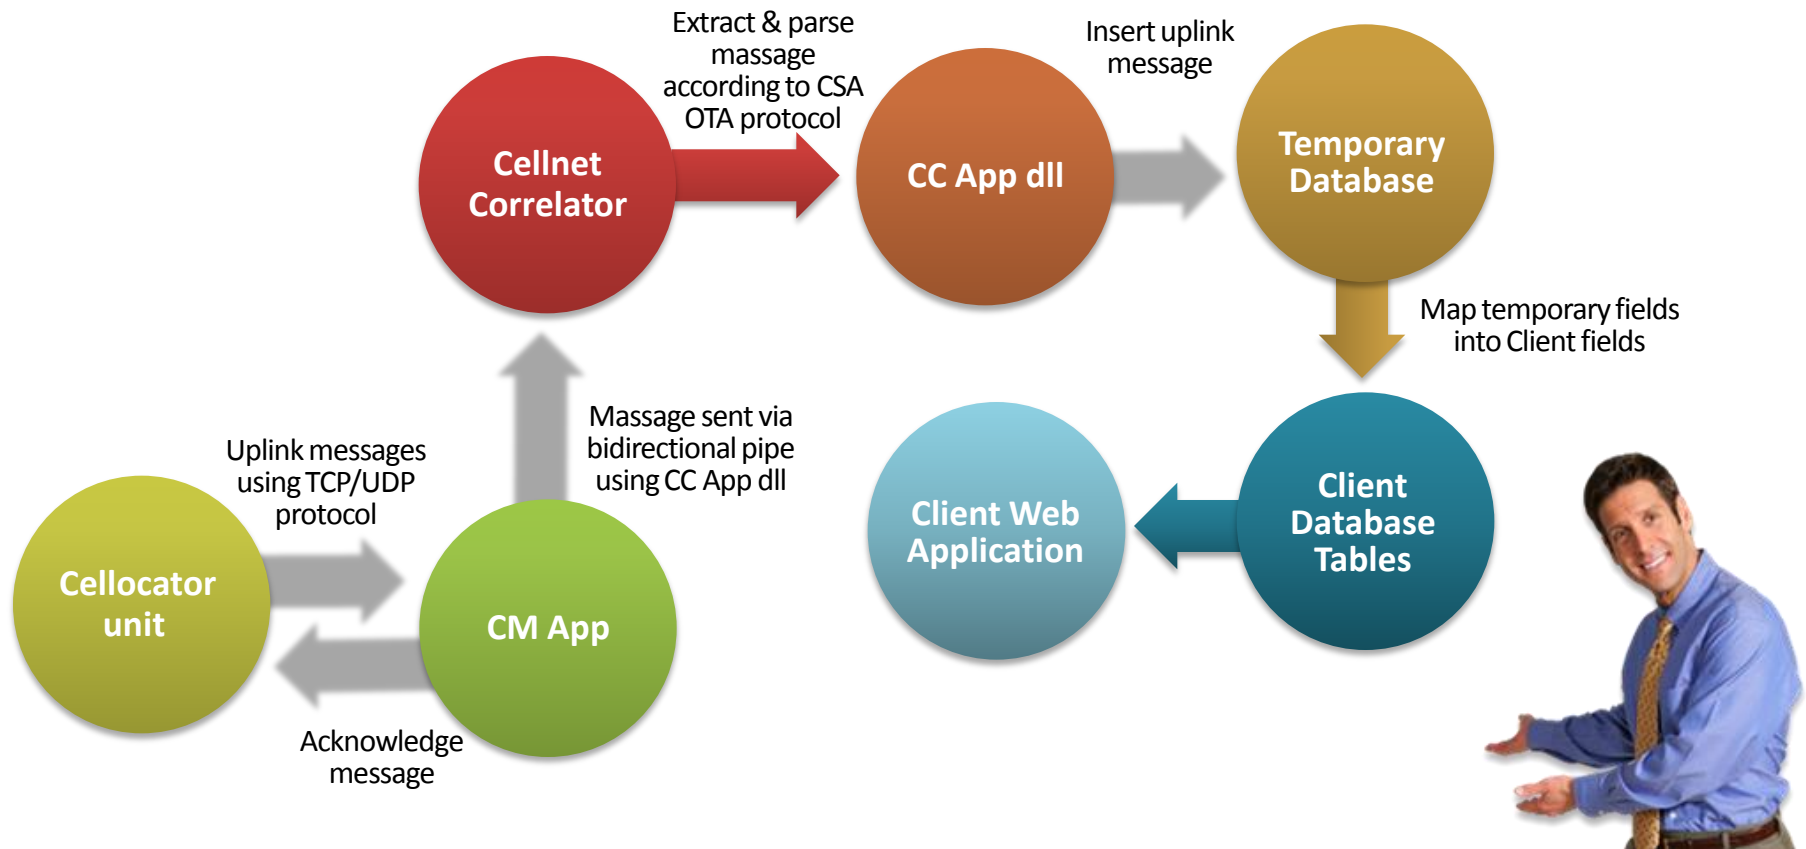 Extract & parse
massage
according to CSA
OTA protocol
Insert uplink
message
Cellnet
Correlator
CC App dll
Temporary
Database
Map temporary fields
into Client fields
Massage sent via
bidirectional pipe
using CC App dll
Uplink messages
using TCP/UDP
protocol
Client Web
Application
Client
Database
Tables
Cellocator
unit
CM App
Acknowledge
message